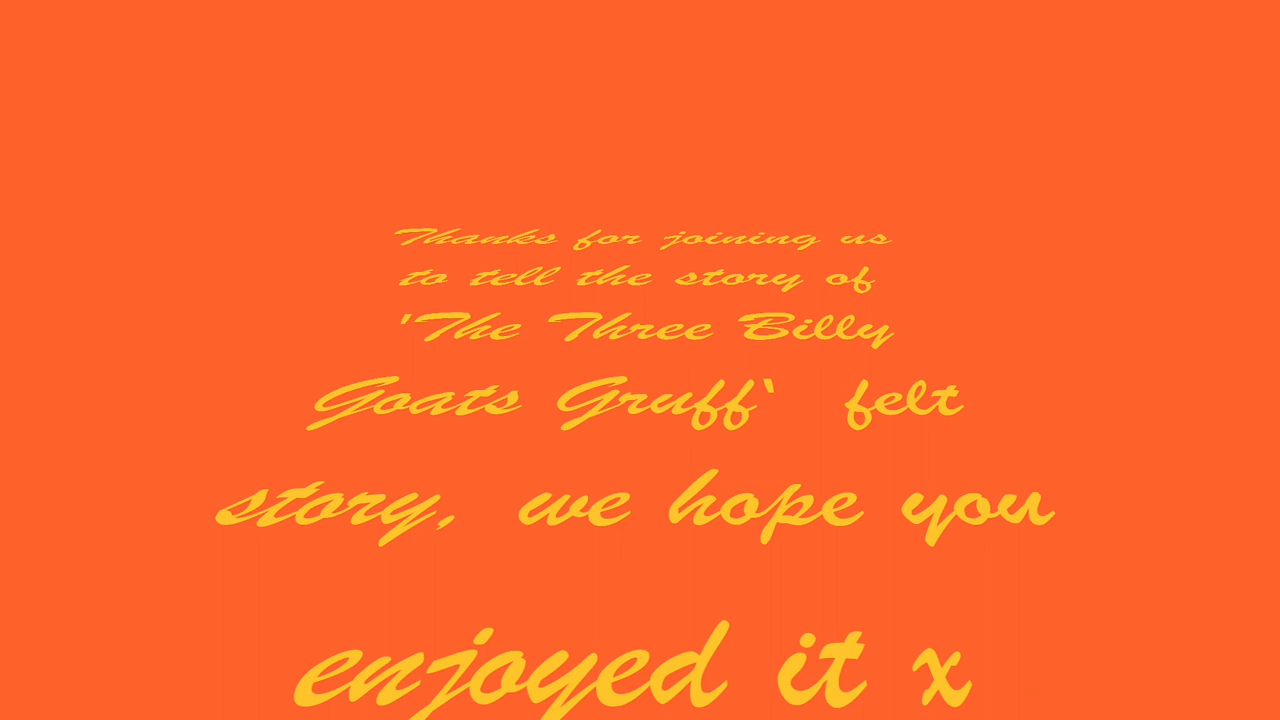 Thanks for joining us
to tell the story of
'The Three Billy
Goats Gruff`  felt
story, we hope you
enjoyed it x